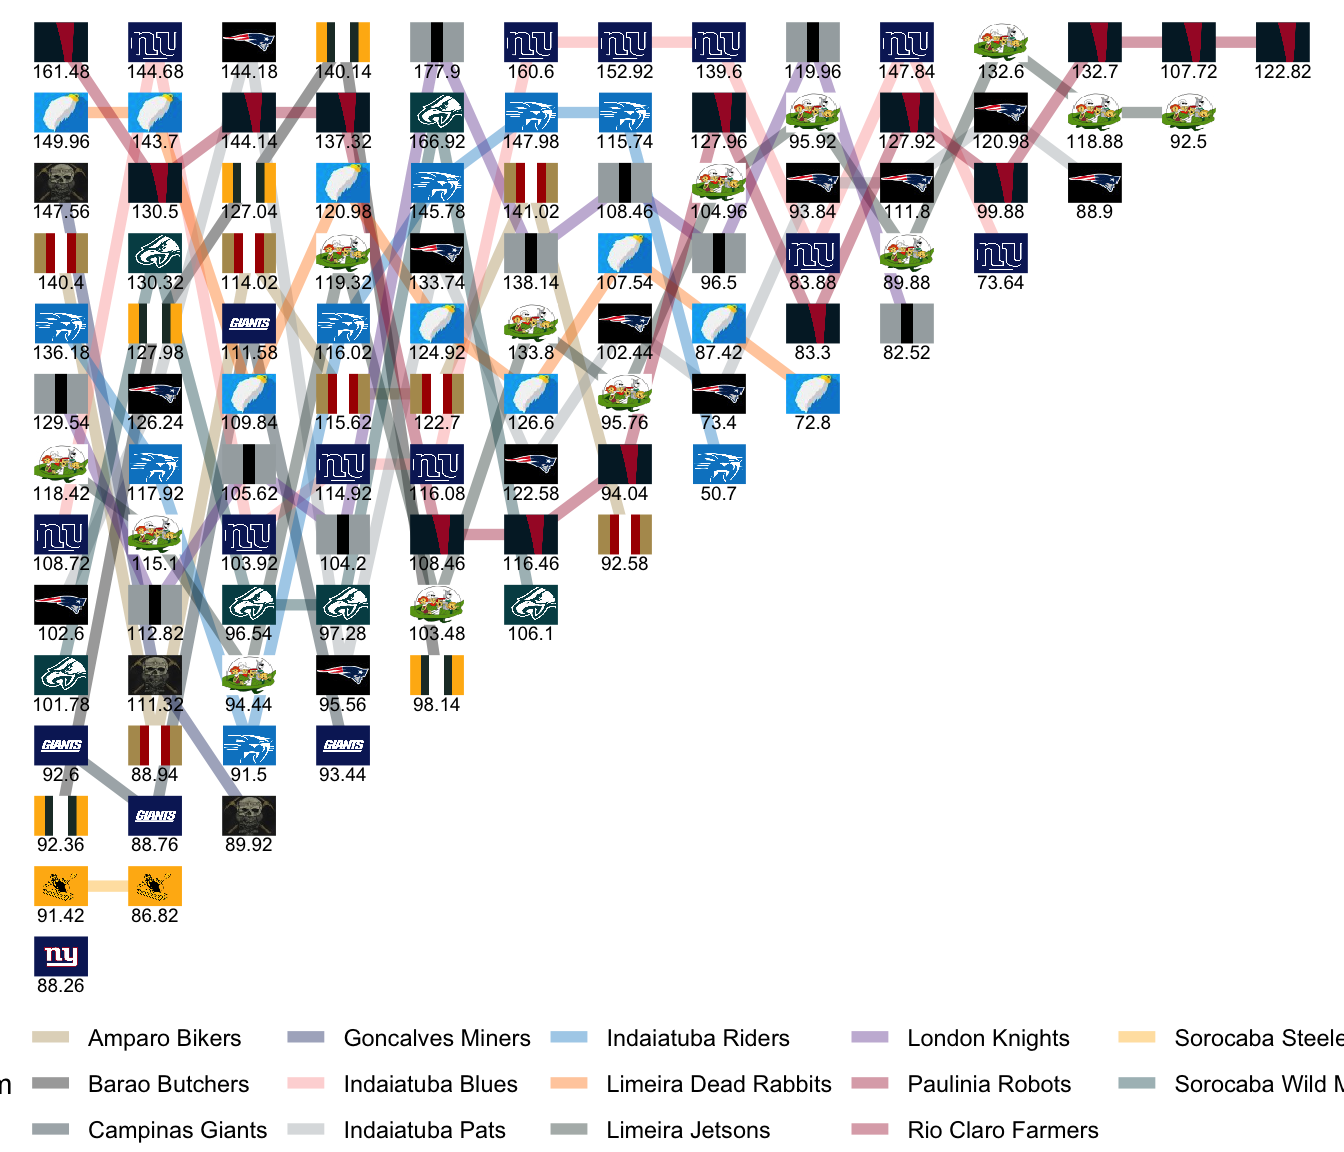 161.48 144.68 144.18 140.14 177.9 160.6 152.92 139.6 119.96 147.84 132.6 132.7 107.72 122.82
149.96 143.7 144.14 137.32 166.92 147.98 115.74 127.96 95.92 127.92 120.98 118.88 92.5
147.56 130.5 127.04 120.98 145.78 141.02 108.46 104.96 93.84 111.8 99.88 88.9
140.4 130.32 114.02 119.32 133.74 138.14 107.54 96.5 83.88 89.88 73.64
GIANTS
136.18 127.98 111.58 116.02 124.92 133.8 102.44 87.42 83.3 82.52
129.54 126.24 109.84 115.62 122.7 126.6 95.76 73.4 72.8
118.42 117.92 105.62 114.92 116.08 122.58 94.04 50.7
108.72 115.1 103.92 104.2 108.46 116.46 92.58
102.6 112.82 96.54 97.28 103.48 106.1
101.78 111.32 94.44 95.56 98.14
GIANTS GIANTS
92.6 88.94 91.5 93.44
GIANTS
92.36 88.76 89.92
91.42 86.82
ny
88.26
Amparo Bikers Goncalves Miners Indaiatuba Riders London Knights Sorocaba Steele
m Barao Butchers Indaiatuba Blues Limeira Dead Rabbits Paulinia Robots Sorocaba Wild M
Campinas Giants Indaiatuba Pats Limeira Jetsons Rio Claro Farmers